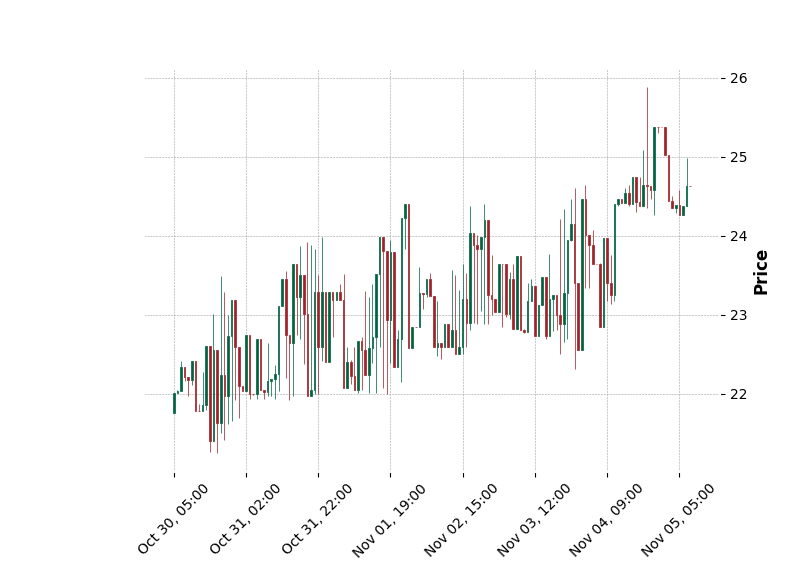 26
25
24
23
22
Price
Oct 30, 05:00
Oct 31, 02:00
Oct 31, 22:00
Nov 01, 19:00
Nov 02, 15:00
Nov 03, 12:00
Nov 04, 09:00
Nov 05, 05:00